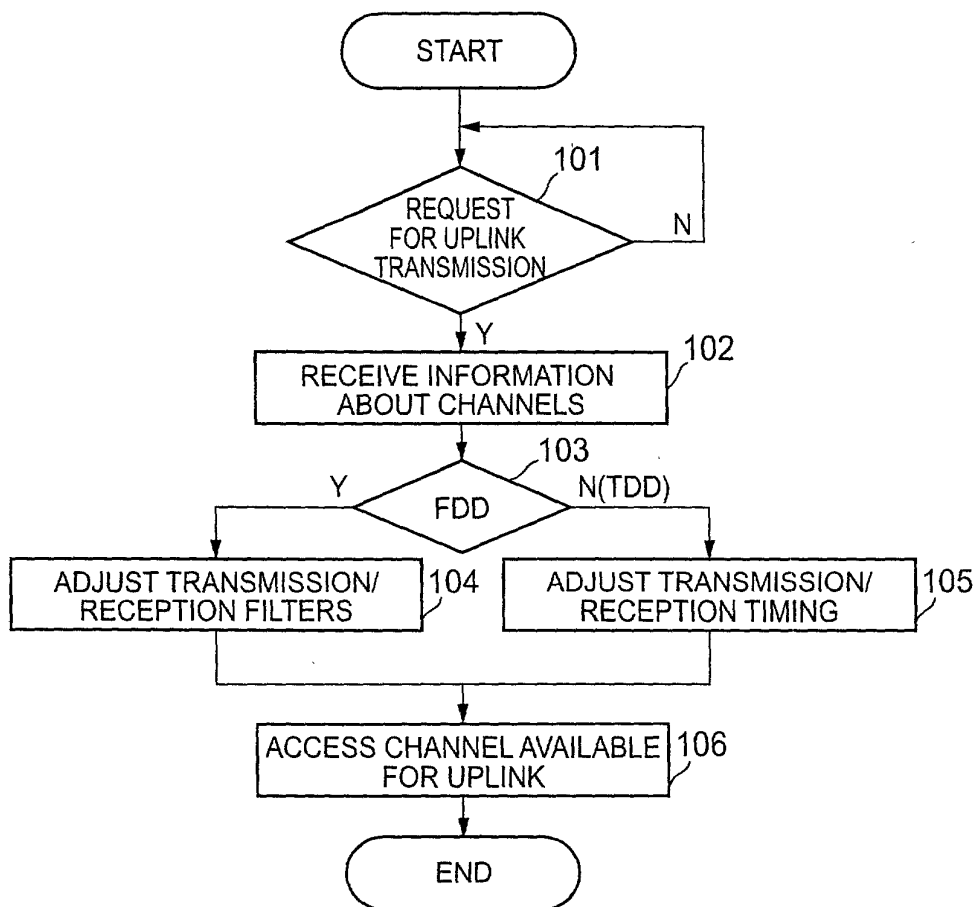 START
101
REQUEST
FOR UPLINK
TRANSMISSION
N
Y
102
RECEIVE INFORMATION
ABOUT CHANNELS
103
Y
N(TDD)
FDD
ADJUST TRANSMISSION/
RECEPTION FILTERS
104
ADJUST TRANSMISSION/
RECEPTION TIMING
105
ACCESS CHANNEL AVAILABLE
FOR UPLINK
106
END